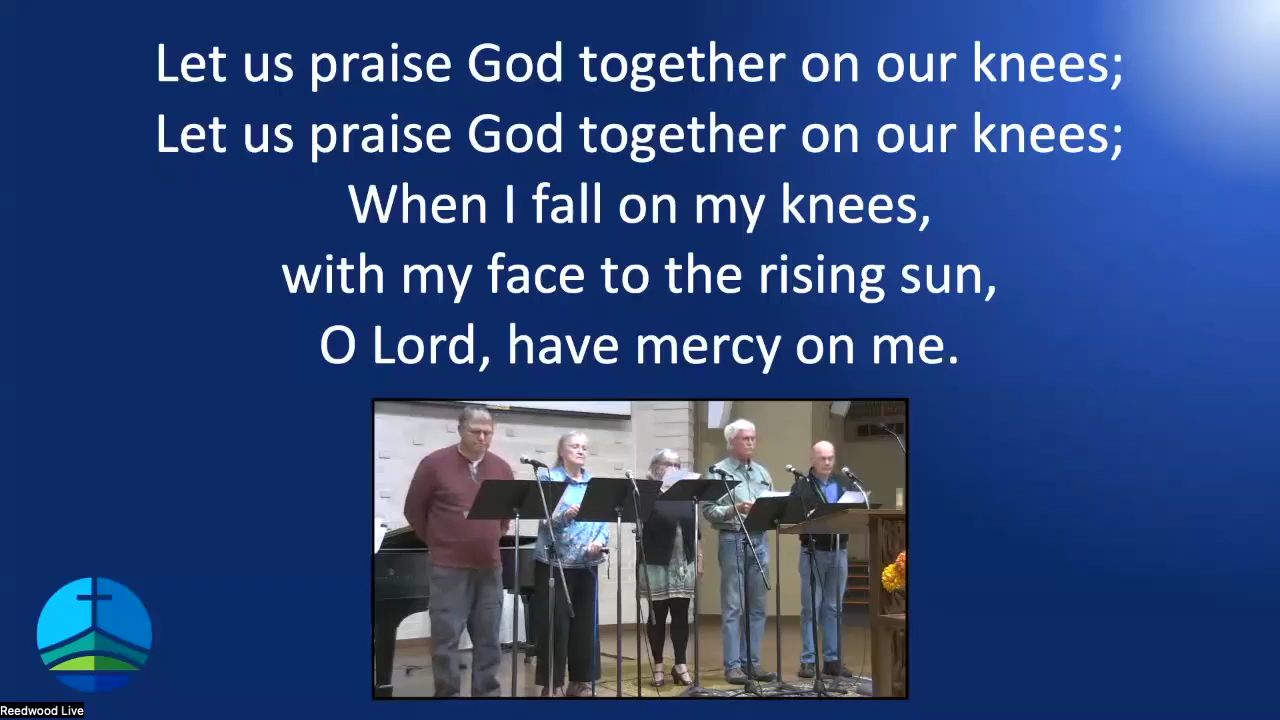 Let us praise God together on our knees;
Let us praise God together on our knees;
When I fall on my knees,
with my face to the rising sun,
O Lord, have mercy on me.
Reedwood Live